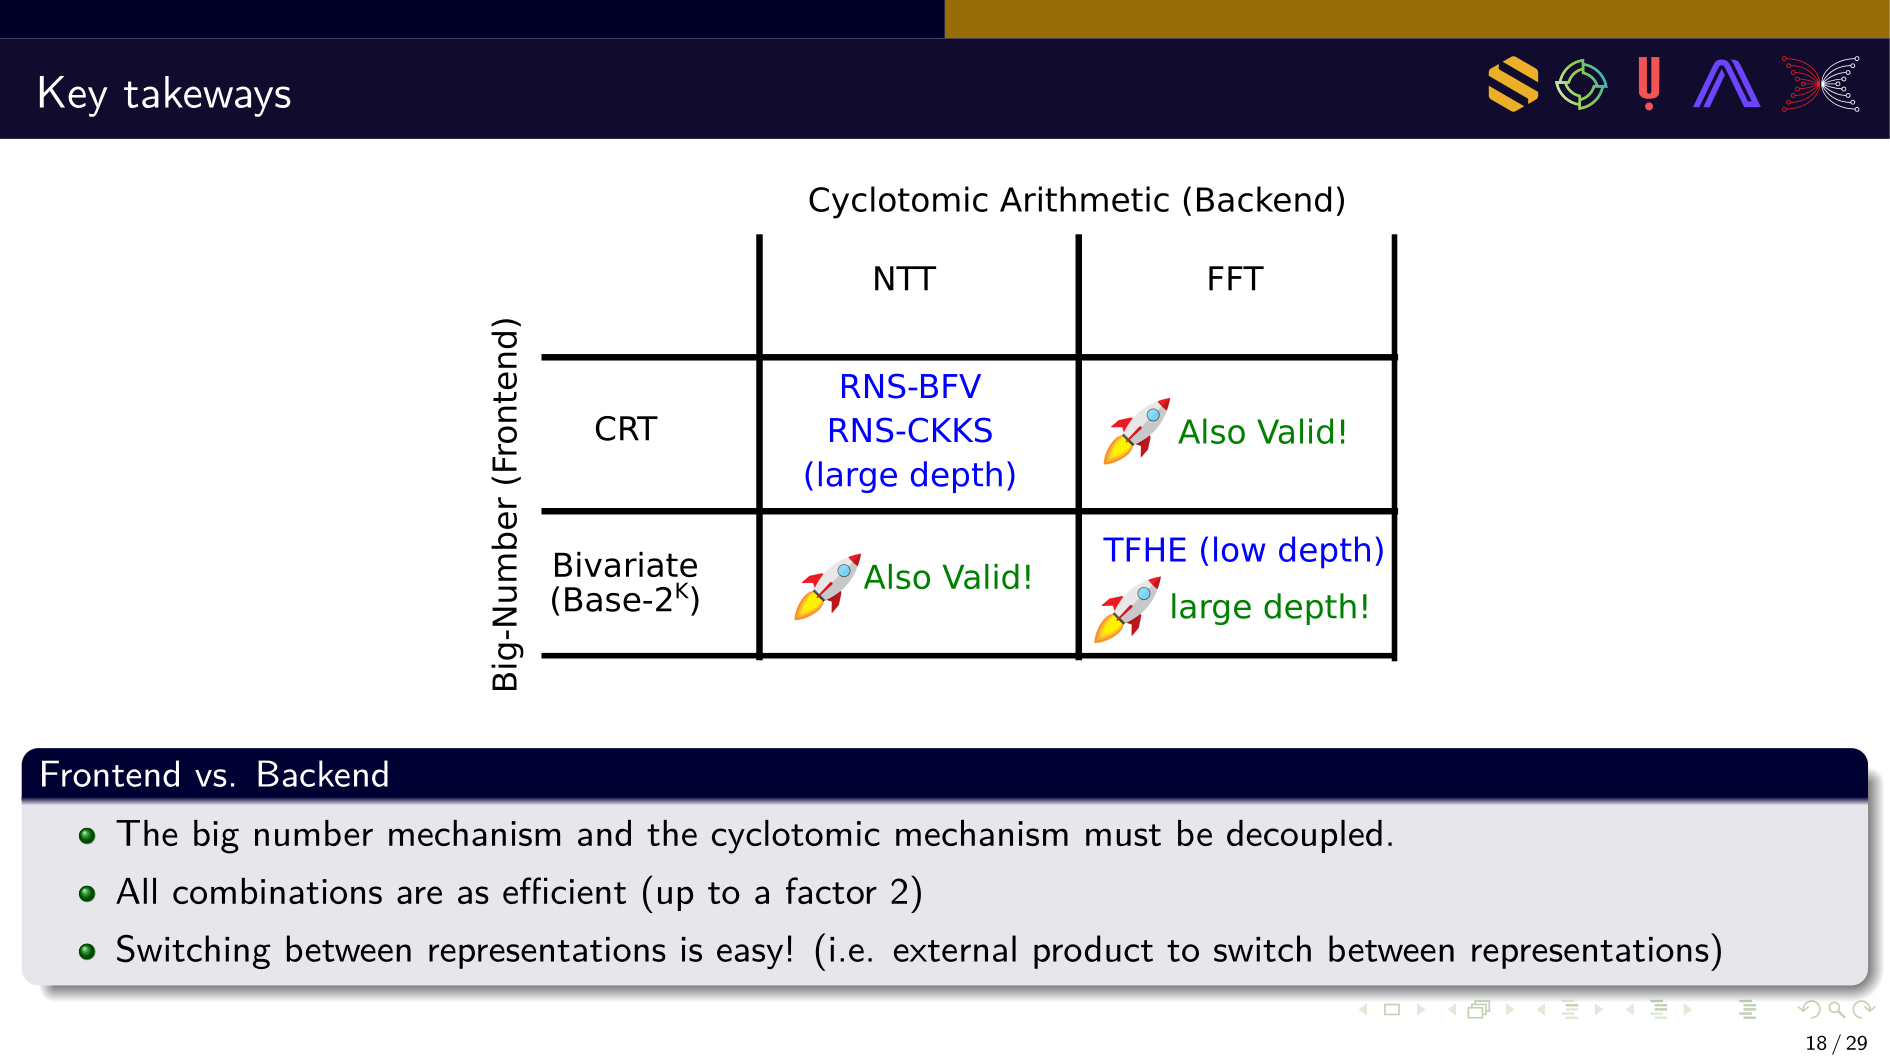 Key takeways
Cyclotomic Arithmetic (Backend)
NTT
FFT
Big-Number (Frontend)
CRT
RNS-BFV
RNS-CKKS
(large depth)
Also Valid!
Bivariate
(Base-2^K)
Also Valid!
TFHE (low depth)
large depth!
Frontend vs. Backend
The big number mechanism and the cyclotomic mechanism must be decoupled.
All combinations are as efficient (up to a factor 2)
Switching between representations is easy! (i.e. external product to switch between representations)
18 / 29